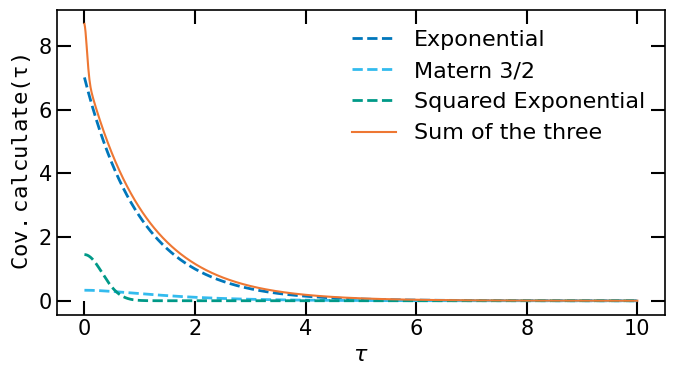 Exponential
Matern 3/2
Squared Exponential
Sum of the three
Cov.calculate(τ)
8
6
4
2
0
0 2 4 6 8 10
τ